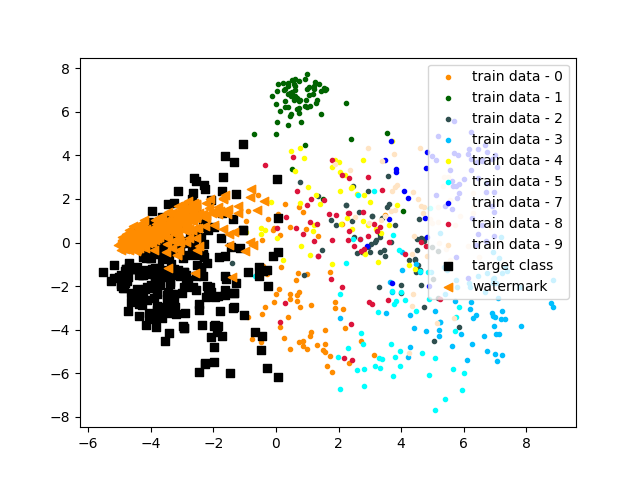 8
6
4
2
0
−2
−4
−6
−8
−6
−4
−2
0
2
4
6
8
train data - 0
train data - 1
train data - 2
train data - 3
train data - 4
train data - 5
train data - 7
train data - 8
train data - 9
target class
watermark